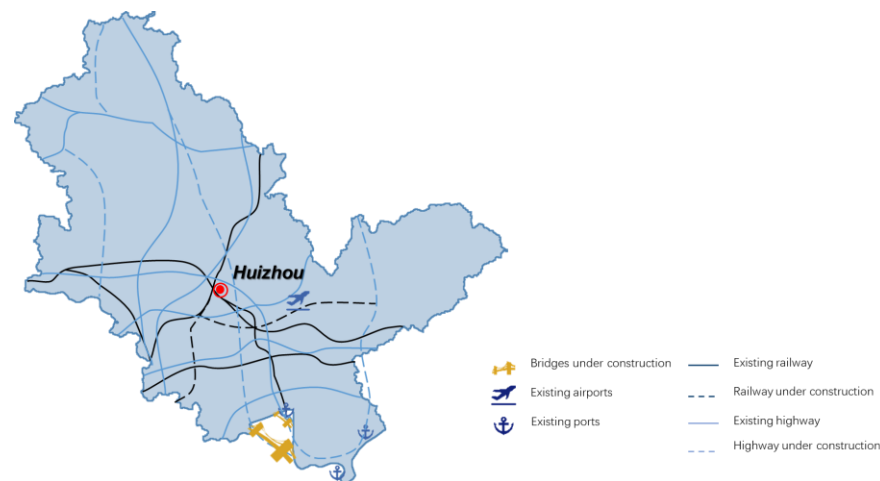 Huizhou
Bridges under construction
Existing railway
Existing airports
Railway under construction
Existing ports
Existing highway
Highway under construction